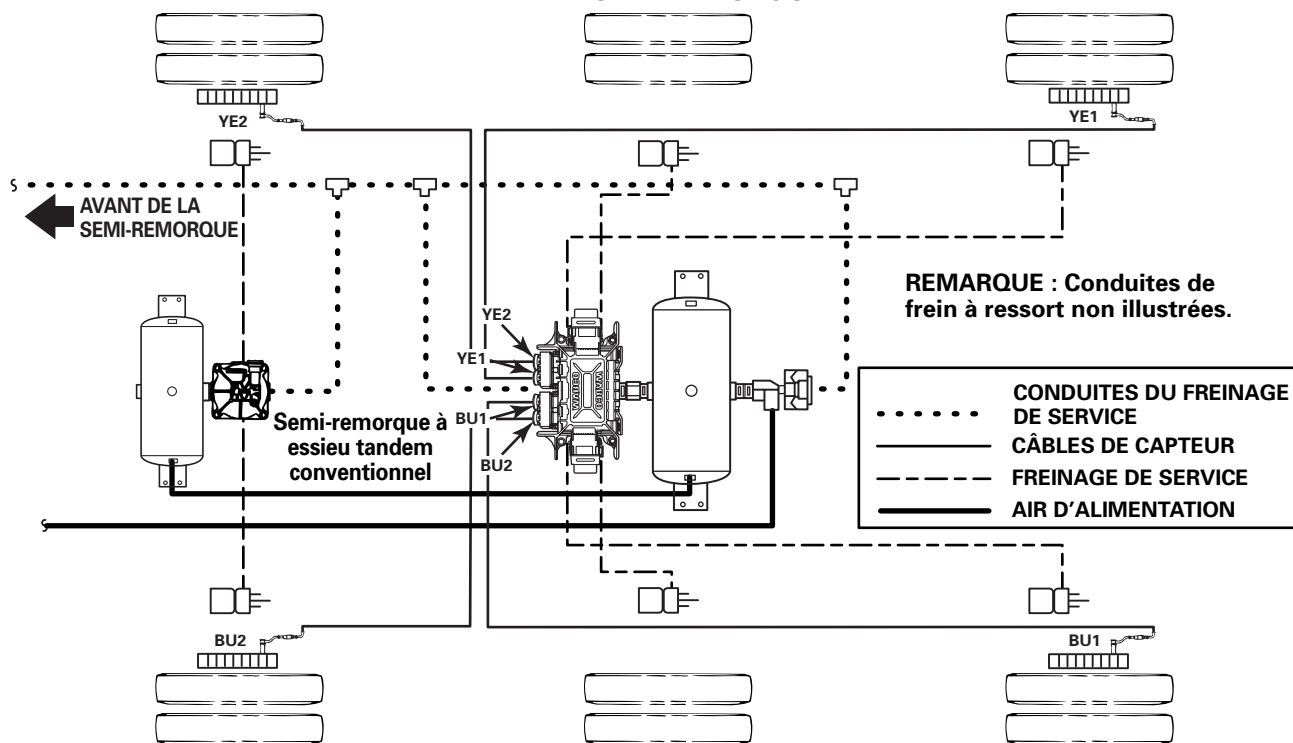 YE2
YE1
AVANT DE LA
SEMI-REMORQUE
REMARQUE : Conduites de
frein à ressort non illustrées.
YE2
YE1
BU1
BU2
WABCO
WABCO
Semi-remorque à
essieu tandem
conventionnel
CONDUITES DU FREINAGE
DE SERVICE
CÂBLES DE CAPTEUR
FREINAGE DE SERVICE
AIR D'ALIMENTATION
BU2
BU1